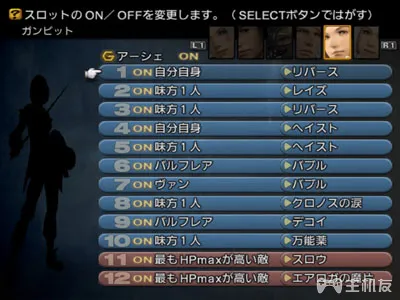 スロットのON／OFFを変更します。（SELECTボタンではがす）
ガンビット
L1
R1
G アーシェ ON
1 ON 自分自身 リバース
2 ON 味方1人 レイズ
3 ON 味方1人 リバース
4 ON 自分自身 ヘイスト
5 ON 味方1人 ヘイスト
6 ON バルフレア バブル
7 ON ヴァン バブル
8 ON 味方1人 クロノスの涙
9 ON バルフレア デコイ
10 ON 味方1人 万能薬
11 ON 最もHPmaxが高い敵 スロウ
12 ON 最もHPmaxが高い敵 エアロガの魔片
主机友